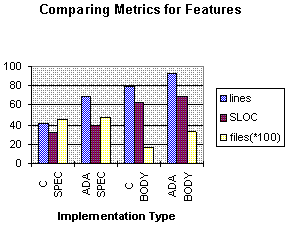 Comparing Metrics for Features
100
80
60
40
20
0
C SPEC
ADA SPEC
C BODY
ADA BODY
Implementation Type
lines
SLOC
files(*100)